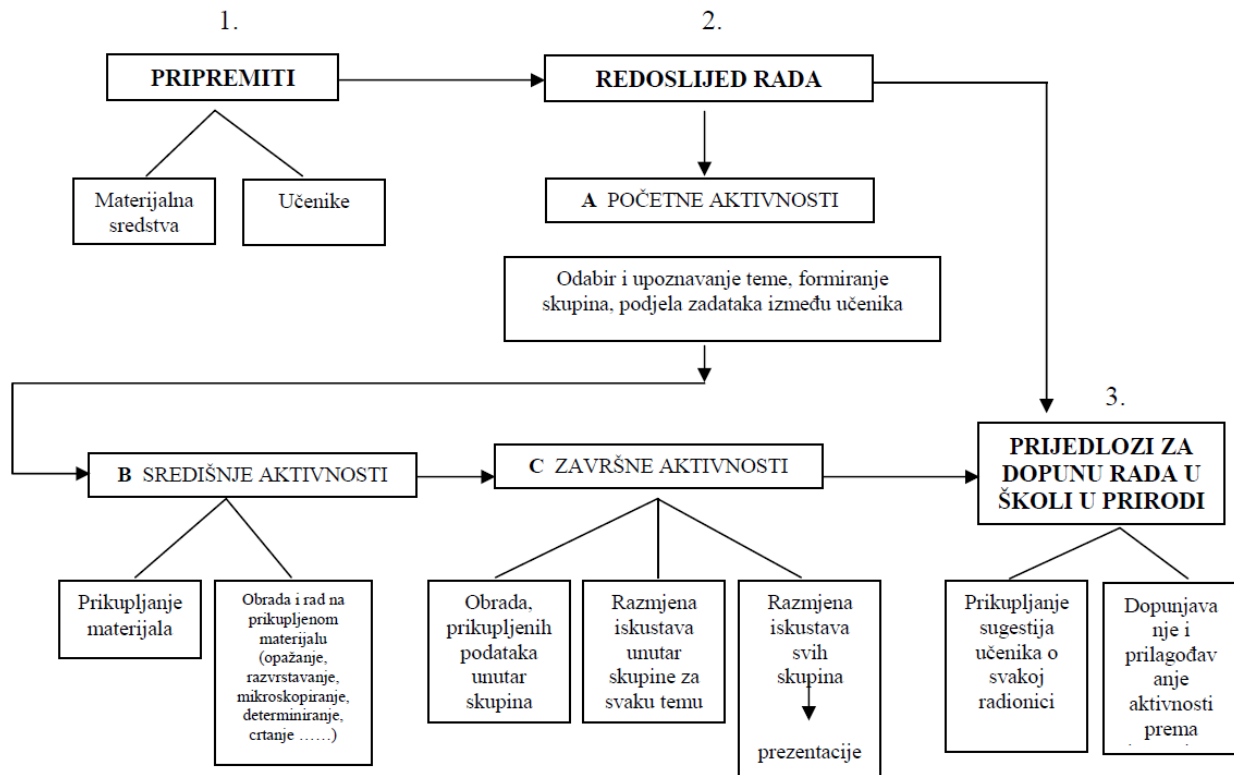 1.
PRIPREMITI
Materijalna
sredstva
Učenike
2.
REDOSLIJED RADA
A POČETNE AKTIVNOSTI
Odabir i upoznavanje teme, formiranje
skupina, podjela zadataka između učenika
B SREDIŠNJE AKTIVNOSTI
Prikupljanje
materijala
Obrada i rad na
prikupljenom
materijalu
(opažanje,
razvrstavanje,
mikroskopiranje,
determiniranje,
crtanje ……)
C ZAVRŠNE AKTIVNOSTI
Obrada,
prikupljenih
podataka
unutar
skupina
Razmjena
iskustava
unutar
skupine za
svaku temu
Razmjena
iskustava
svih
skupina
prezentacije
3.
PRIJEDLOZI ZA
DOPUNU RADA U
ŠKOLI U PRIRODI
Prikupljanje
sugestija
učenika o
svakoj
radionici
Dopunjava
nje i
prilagođav
anje
aktivnosti
prema